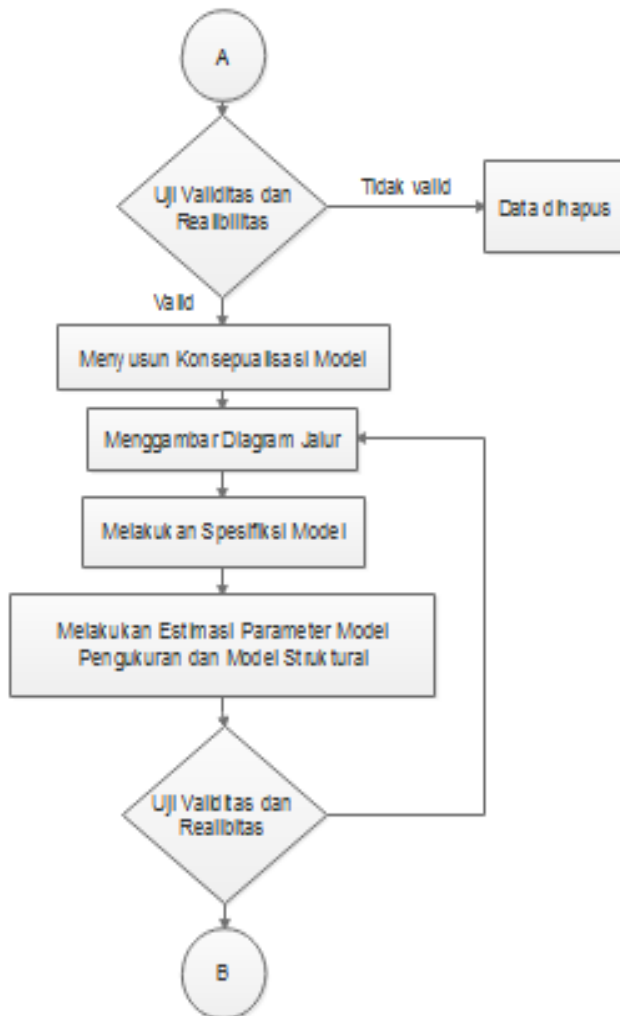 A
Uji Validitas dan
Realibilitas
Tidak valid
Data dihapus
Valid
Menyusun Konsepualisasi Model
Menggambar Diagram Jalur
Melakukan Spesifiksi Model
Melakukan Estimasi Parameter Model
Pengukuran dan Model Struktural
Uji Validitas dan
Realibitas
B